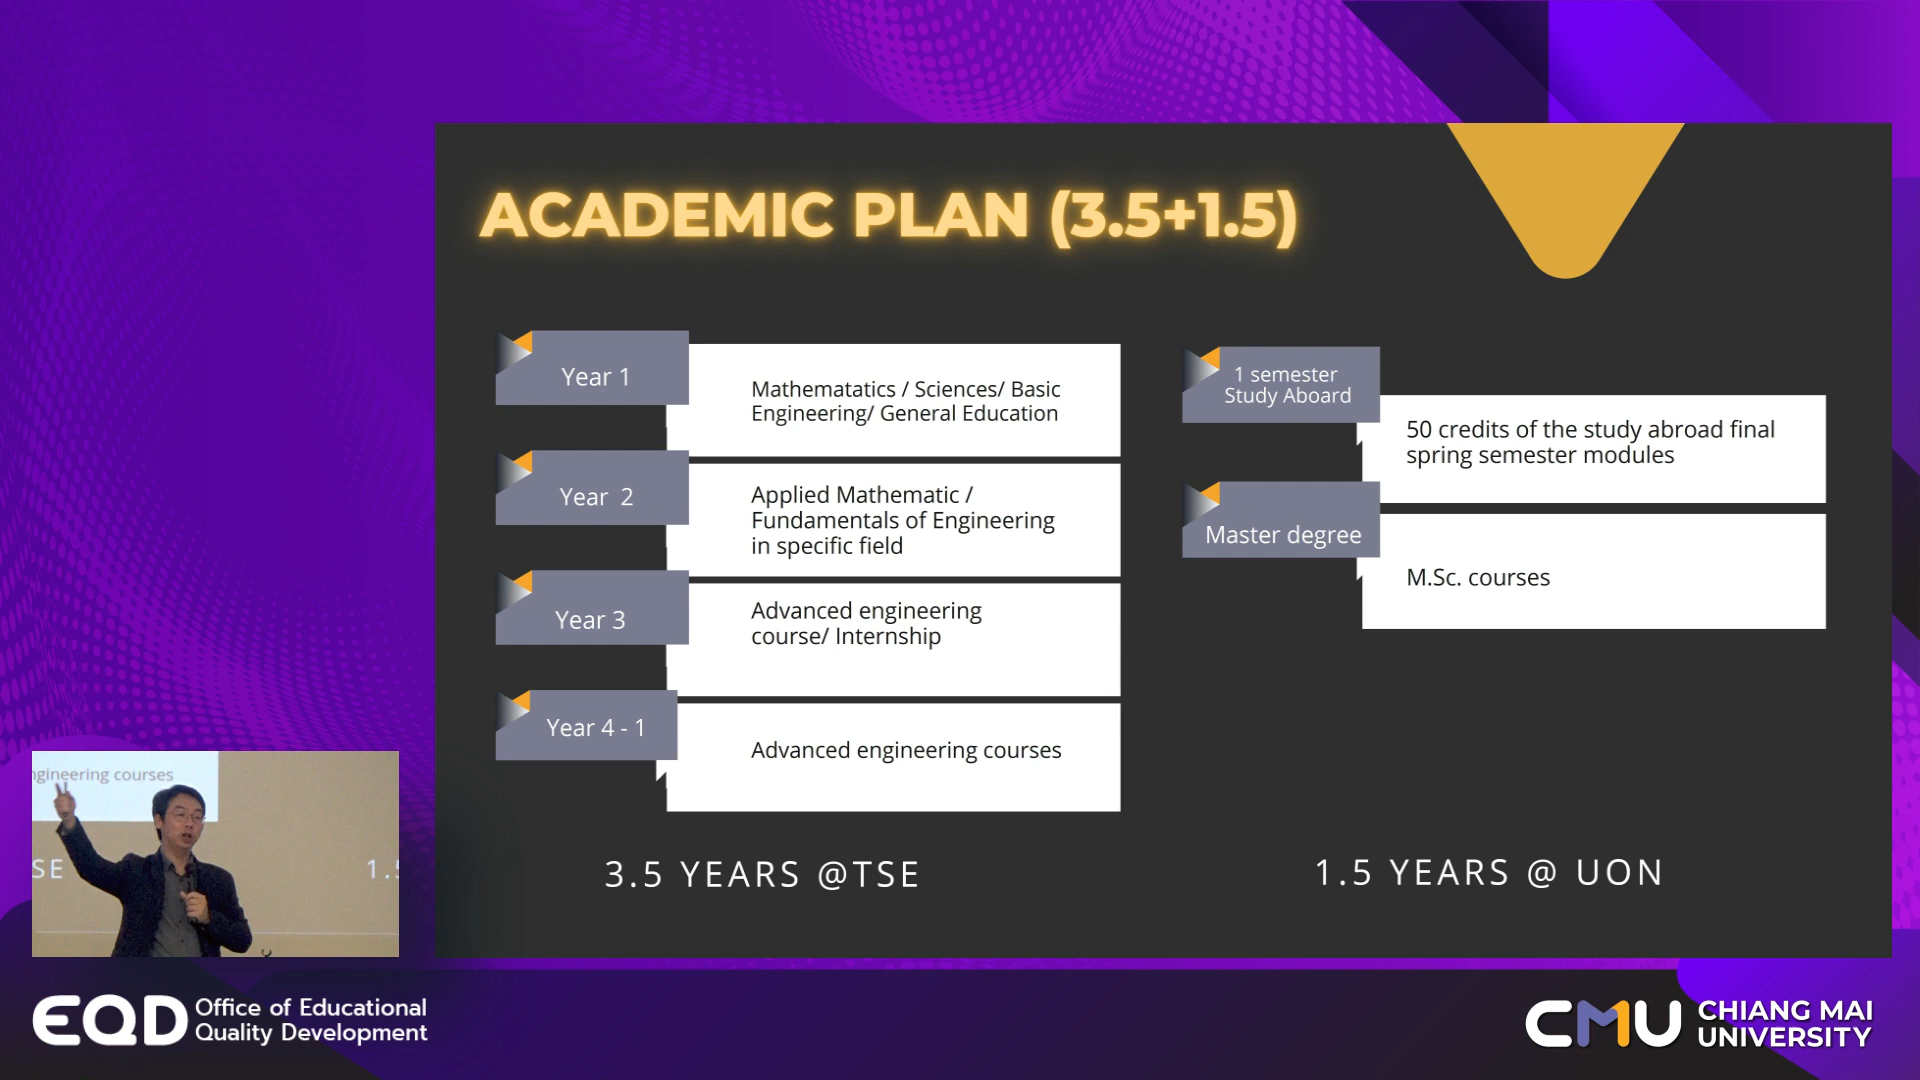 ACADEMIC PLAN (3.5+1.5)
Year 1
Mathematatics / Sciences/ Basic
Engineering/ General Education
Year 2
Applied Mathematic /
Fundamentals of Engineering
in specific field
Year 3
Advanced engineering
course/ Internship
Year 4 - 1
Advanced engineering courses
3.5 YEARS @TSE
1 semester
Study Aboard
50 credits of the study abroad final
spring semester modules
Master degree
M.Sc. courses
1.5 YEARS @ UON
ngineering courses
SE
1.5
EQD
Office of Educational
Quality Development
CMU
CHIANG MAI
UNIVERSITY